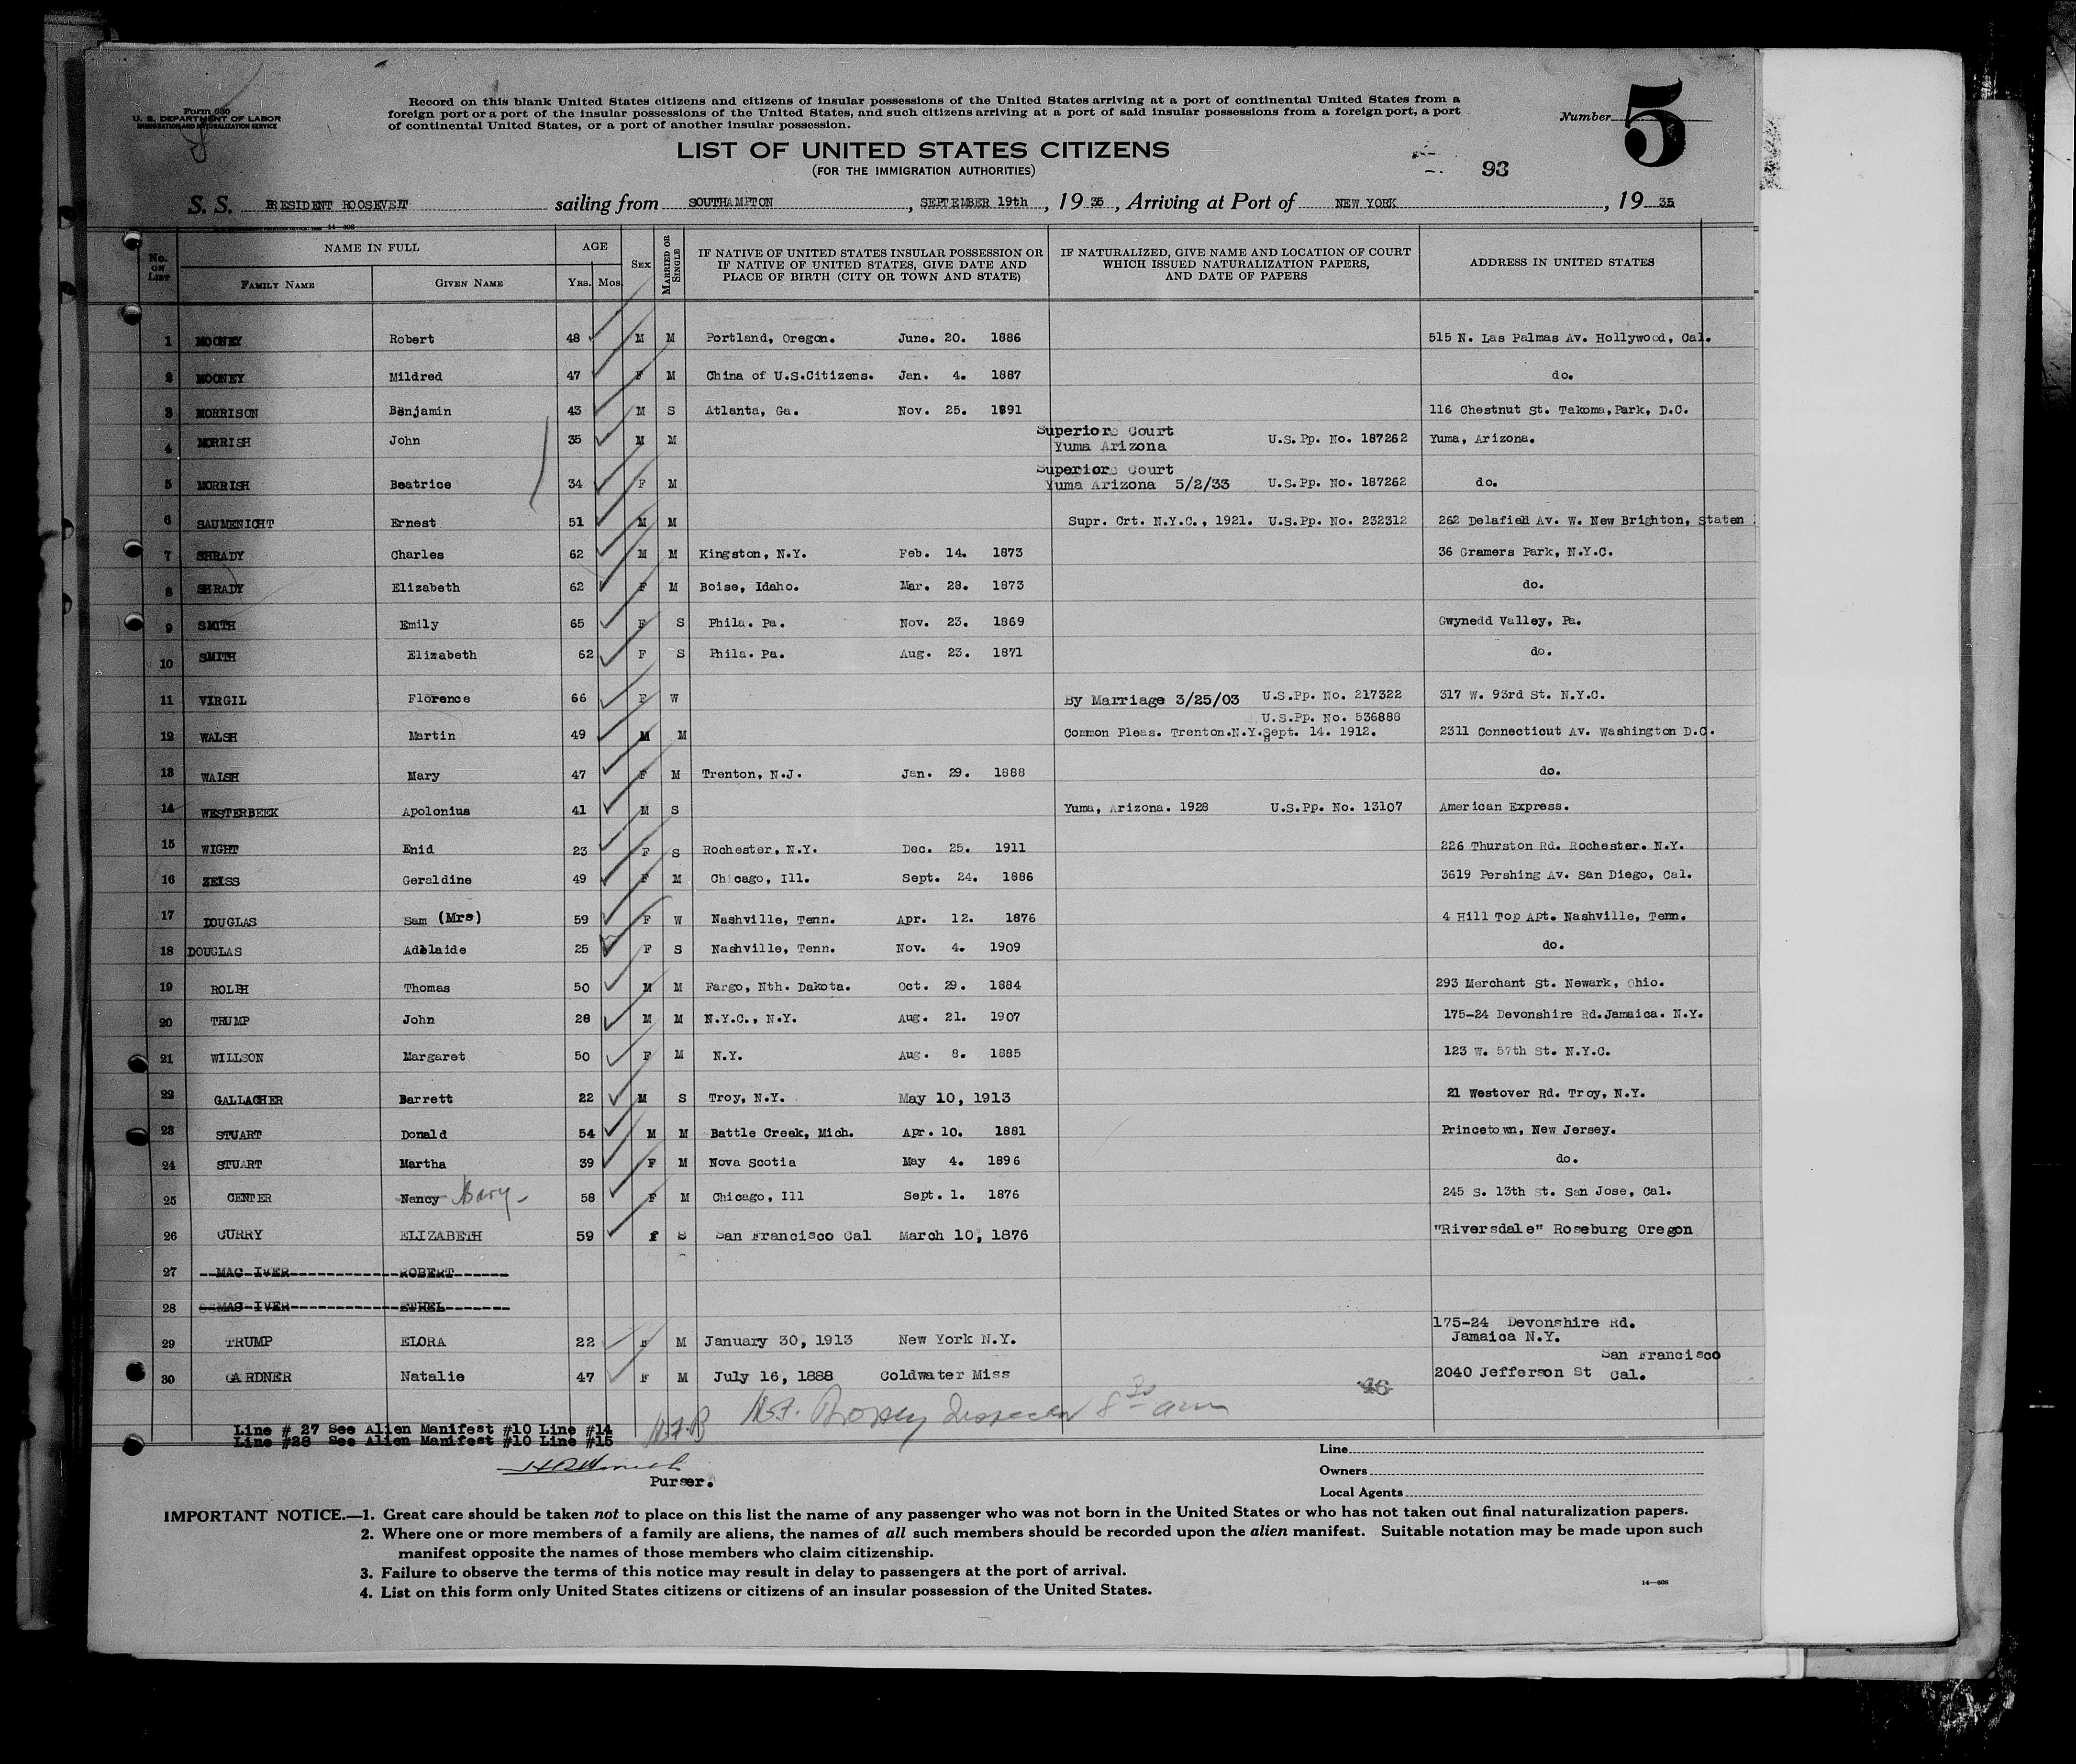 Form 630
U. S. DEPARTMENT OF LABOR
IMMIGRATION AND NATURALIZATION SERVICE
Record on this blank United States citizens and citizens of insular possessions of the United States arriving at a port of continental United States from a
foreign port or a port of the insular possessions of the United States, and such citizens arriving at a port of said insular possessions from a foreign port, a port
of continental United States, or a port of another insular possession.
Number 5
LIST OF UNITED STATES CITIZENS
(FOR THE IMMIGRATION AUTHORITIES)
93
S. S. PRESIDENT ROOSEVELT sailing from SOUTHAMPTON, SEPTEMBER 19th, 19 35, Arriving at Port of NEW YORK, 19 35
14-608
No. on List NAME IN FULL Family Name Given Name AGE Yrs. Mos. Sex Married or Single IF NATIVE OF UNITED STATES INSULAR POSSESSION OR IF NATIVE OF UNITED STATES, GIVE DATE AND PLACE OF BIRTH (CITY OR TOWN AND STATE) IF NATURALIZED, GIVE NAME AND LOCATION OF COURT WHICH ISSUED NATURALIZATION PAPERS, AND DATE OF PAPERS ADDRESS IN UNITED STATES
1 MOONEY Robert 48 M M Portland, Oregon. June. 20. 1886 515 N. Las Palmas Av. Hollywood, Cal.
2 MOONEY Mildred 47 F M China of U.S.Citizens. Jan. 4. 1887 do.
3 MORRISON Benjamin 43 M S Atlanta, Ga. Nov. 25. 1891 116 Chestnut St. Takoma,Park, D.C.
4 MORRISH John 35 M M Superior Court Yuma Arizona U.S.Pp. No. 187262 Yuma, Arizona.
5 MORRISH Beatrice 34 F M Superior Court Yuma Arizona 5/2/33 U.S.Pp. No. 187262 do.
6 SAUMENICHT Ernest 51 M M Supr. Crt. N.Y.C., 1921. U.S.Pp. No. 232312 262 Delafield Av. W. New Brighton, Staten
7 SHRADY Charles 62 M M Kingston, N.Y. Feb. 14. 1873 36 Gramers Park, N.Y.C.
8 SHRADY Elizabeth 62 F M Boise, Idaho. Mar. 28. 1873 do.
9 SMITH Emily 65 F S Phila. Pa. Nov. 23. 1869 Gwynedd Valley, Pa.
10 SMITH Elizabeth 62 F S Phila. Pa. Aug. 23. 1871 do.
11 VIRGIL Florence 66 F W By Marriage 3/25/03 U.S.Pp. No. 217322 317 W. 93rd St. N.Y.C.
12 WALSH Martin 49 M M Common Pleas. Trenton.N.Y. Sept. 14. 1912. U.S.Pp. No. 536888 2311 Connecticut Av. Washington D.C.
13 WALSH Mary 47 F M Trenton, N.J. Jan. 29. 1888 do.
14 WESTERBEEK Apolonius 41 M S Yuma, Arizona. 1928 U.S.Pp. No. 13107 American Express.
15 WIGHT Enid 23 F S Rochester, N.Y. Dec. 25. 1911 226 Thurston Rd. Rochester. N.Y.
16 ZEISS Geraldine 49 F M Chicago, Ill. Sept. 24. 1886 3619 Pershing Av. San Diego, Cal.
17 DOUGLAS Sam (Mrs) 59 F W Nashville, Tenn. Apr. 12. 1876 4 Hill Top Apt. Nashville, Tenn.
18 DOUGLAS Adelaide 25 F S Nashville, Tenn. Nov. 4. 1909 do.
19 ROLPH Thomas 50 M M Fargo, Nth. Dakota. Oct. 29. 1884 293 Merchant St. Newark, Ohio.
20 TRUMP John 28 M M N.Y.C., N.Y. Aug. 21. 1907 175-24 Devonshire Rd.Jamaica. N.Y.
21 WILLSON Margaret 50 F M N.Y. Aug. 8. 1885 123 W. 57th St. N.Y.C.
22 GALLAGHER Barrett 22 M S Troy, N.Y. May 10, 1913 21 Westover Rd. Troy, N.Y.
23 STUART Donald 54 M M Battle Creek, Mich. Apr. 10. 1881 Princetown, New Jersey.
24 STUART Martha 39 F M Nova Scotia May 4. 1896 do.
25 CENTER Nancy 58 F M Chicago, Ill Sept. 1. 1876 245 S. 13th St. San Jose, Cal.
26 CURRY ELIZABETH 59 f S San Francisco Cal March 10, 1876 "Riversdale" Roseburg Oregon
27 MAC IVER ROBERT
28 MAC IVER ETHEL
29 TRUMP ELORA 22 M January 30, 1913 New York N.Y. 175-24 Devonshire Rd. Jamaica N.Y.
30 GARDNER Natalie 47 F M July 16, 1888 Coldwater Miss 2040 Jefferson St San Francisco Cal.
Line # 27 See Alien Manifest #10 Line #14
Line #28 See Alien Manifest #10 Line #15
Purser.
Line
Owners
Local Agents
IMPORTANT NOTICE.—1. Great care should be taken not to place on this list the name of any passenger who was not born in the United States or who has not taken out final naturalization papers.
2. Where one or more members of a family are aliens, the names of all such members should be recorded upon the alien manifest. Suitable notation may be made upon such
manifest opposite the names of those members who claim citizenship.
3. Failure to observe the terms of this notice may result in delay to passengers at the port of arrival.
4. List on this form only United States citizens or citizens of an insular possession of the United States.
14—608